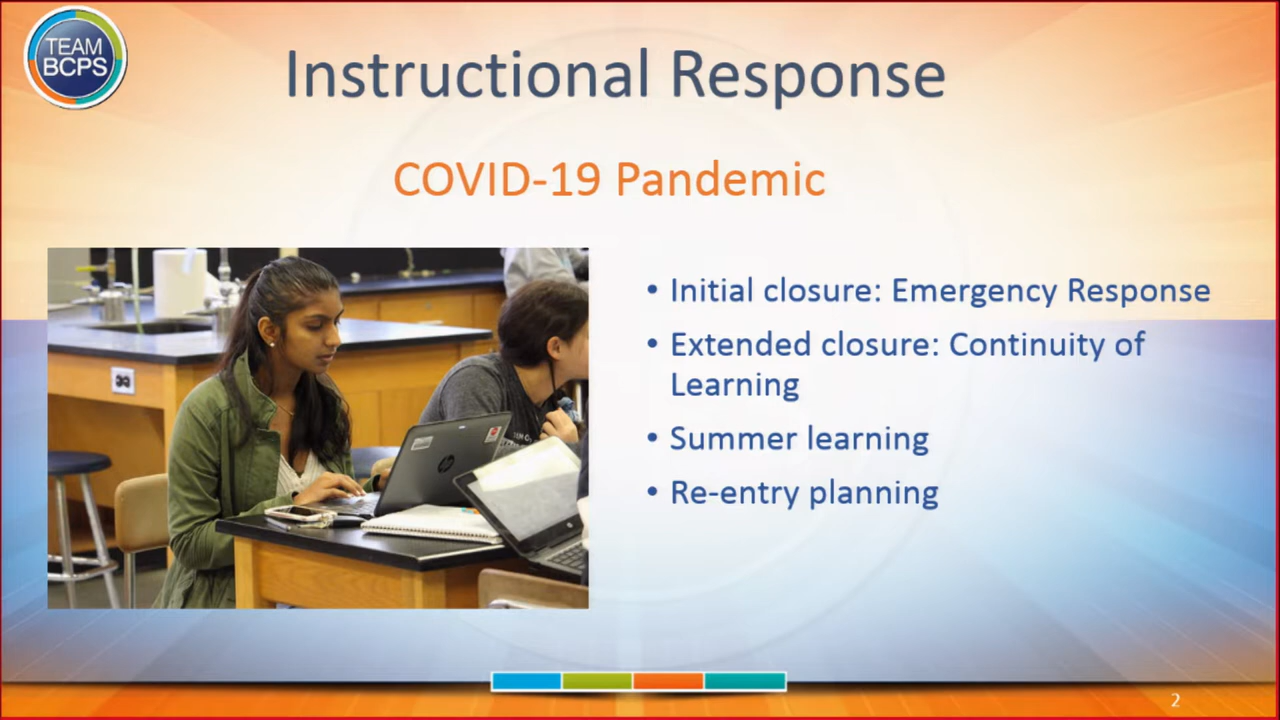 TEAM
BCPS
Instructional Response
COVID-19 Pandemic
• Initial closure: Emergency Response
• Extended closure: Continuity of
Learning
• Summer learning
• Re-entry planning
hp
2